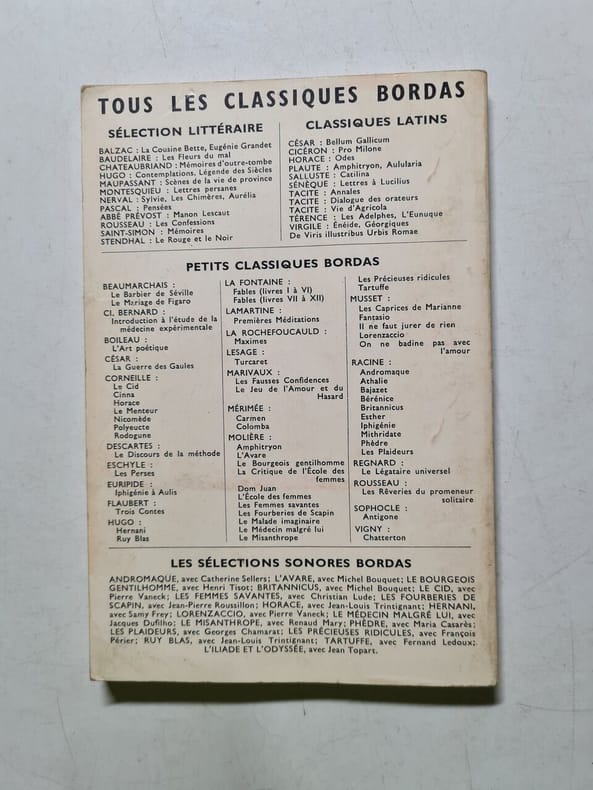 TOUS LES CLASSIQUES BORDAS
SÉLECTION LITTÉRAIRE
BALZAC : La Cousine Bette, Eugénie Grandet
BAUDELAIRE : Les Fleurs du mal
CHATEAUBRIAND : Mémoires d'outre-tombe
HUGO : Contemplations, Légende des Siècles
MAUPASSANT : Scènes de la vie de province
MONTESQUIEU : Lettres persanes
NERVAL : Sylvie, Les Chimères, Aurélia
PASCAL : Pensées
ABBÉ PRÉVOST : Manon Lescaut
ROUSSEAU : Les Confessions
SAINT-SIMON : Mémoires
STENDHAL : Le Rouge et le Noir
CLASSIQUES LATINS
CÉSAR : Bellum Gallicum
CICÉRON : Pro Milone
HORACE : Odes
PLAUTE : Amphitryon, Aulularia
SALLUSTE : Catilina
SÉNÈQUE : Lettres à Lucilius
TACITE : Annales
TACITE : Dialogue des orateurs
TACITE : Vie d'Agricola
TÉRENCE : Les Adelphes, L'Eunuque
VIRGILE : Énéide, Géorgiques
De Viris illustribus Urbis Romae
PETITS CLASSIQUES BORDAS
BEAUMARCHAIS :
Le Barbier de Séville
Le Mariage de Figaro
Cl. BERNARD :
Introduction à l'étude de la
médecine expérimentale
BOILEAU :
L'Art poétique
CÉSAR :
La Guerre des Gaules
CORNEILLE :
Le Cid
Cinna
Horace
Le Menteur
Nicomède
Polyeucte
Rodogune
DESCARTES :
Le Discours de la méthode
ESCHYLE :
Les Perses
EURIPIDE :
Iphigénie à Aulis
FLAUBERT :
Trois Contes
HUGO :
Hernani
Ruy Blas
LA FONTAINE :
Fables (livres I à VI)
Fables (livres VII à XII)
LAMARTINE :
Premières Méditations
LA ROCHEFOUCAULD :
Maximes
LESAGE :
Turcaret
MARIVAUX :
Les Fausses Confidences
Le Jeu de l'Amour et du
Hasard
MÉRIMÉE :
Carmen
Colomba
MOLIÈRE :
Amphitryon
L'Avare
Le Bourgeois gentilhomme
La Critique de l'École des
femmes
Dom Juan
L'École des femmes
Les Femmes savantes
Les Fourberies de Scapin
Le Malade imaginaire
Le Médecin malgré lui
Le Misanthrope
Les Précieuses ridicules
Tartuffe
MUSSET :
Les Caprices de Marianne
Fantasio
Il ne faut jurer de rien
Lorenzaccio
On ne badine pas avec
l'amour
RACINE :
Andromaque
Athalie
Bajazet
Bérénice
Britannicus
Esther
Iphigénie
Mithridate
Phèdre
Les Plaideurs
REGNARD :
Le Légataire universel
ROUSSEAU :
Les Rêveries du promeneur
solitaire
SOPHOCLE :
Antigone
VIGNY :
Chatterton
LES SÉLECTIONS SONORES BORDAS
ANDROMAQUE, avec Catherine Sellers; L'AVARE, avec Michel Bouquet; LE BOURGEOIS
GENTILHOMME, avec Henri Tisot; BRITANNICUS, avec Michel Bouquet; LE CID, avec
Pierre Vaneck; LES FEMMES SAVANTES, avec Christian Lude; LES FOURBERIES DE
SCAPIN, avec Jean-Pierre Roussillon; HORACE, avec Jean-Louis Trintignant; HERNANI,
avec Samy Frey; LORENZACCIO, avec Pierre Vaneck; LE MÉDECIN MALGRÉ LUI, avec
Jacques Dufilho; LE MISANTHROPE, avec Renaud Mary; PHÈDRE, avec Maria Casarès;
LES PLAIDEURS, avec Georges Chamarat; LES PRÉCIEUSES RIDICULES, avec François
Périer; RUY BLAS, avec Jean-Louis Trintignant; TARTUFFE, avec Fernand Ledoux;
L'ILIADE ET L'ODYSSÉE, avec Jean Topart.